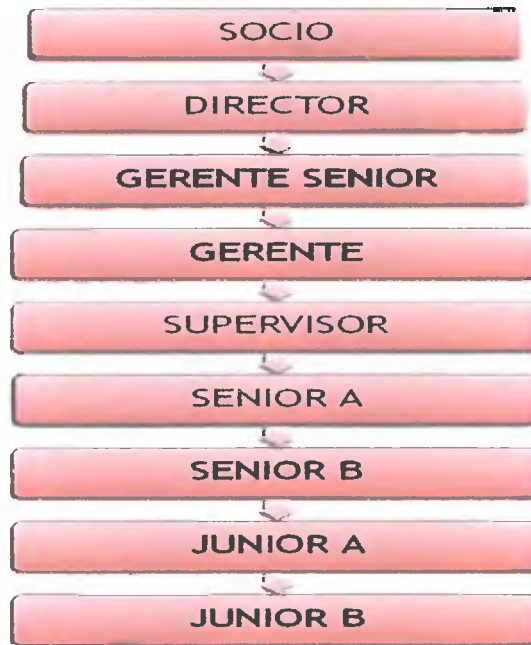 SOCIO
DIRECTOR
GERENTE SENIOR
GERENTE
SUPERVISOR
SENIOR A
SENIOR B
JUNIOR A
JUNIOR B